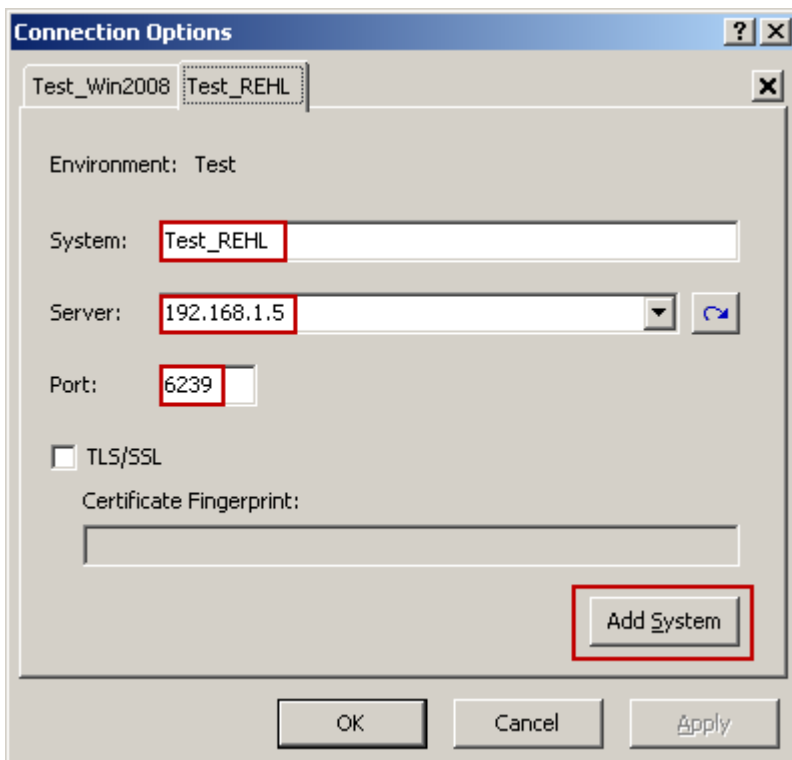 Connection Options
Test_Win2008 Test_REHL
Environment: Test
System: Test_REHL
Server: 192.168.1.5
Port: 6239
TLS/SSL
Certificate Fingerprint:
Add System
OK Cancel Apply